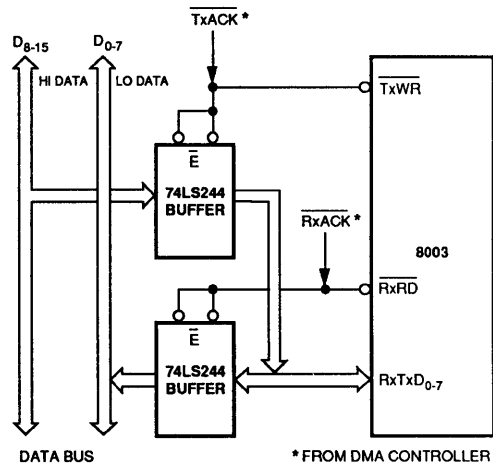 TxACK *
D8-15
D0-7
HI DATA
LO DATA
TxWR
E
74LS244
BUFFER
RxACK *
8003
RxRD
E
74LS244
BUFFER
RxTxD0-7
DATA BUS
* FROM DMA CONTROLLER